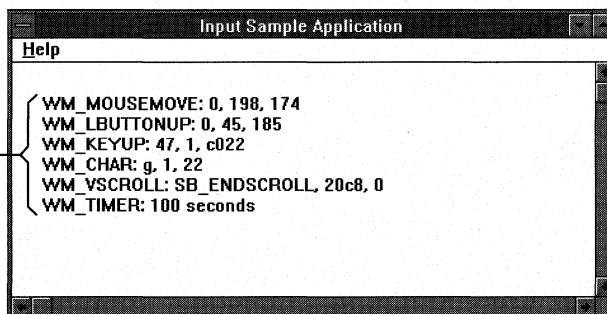 Input Sample Application
Help
WM_MOUSEMOVE: 0, 198, 174
WM_LBUTTONUP: 0, 45, 185
WM_KEYUP: 47, 1, c022
WM_CHAR: g, 1, 22
WM_VSCROLL: SB_ENDSCROLL, 20c8, 0
WM_TIMER: 100 seconds